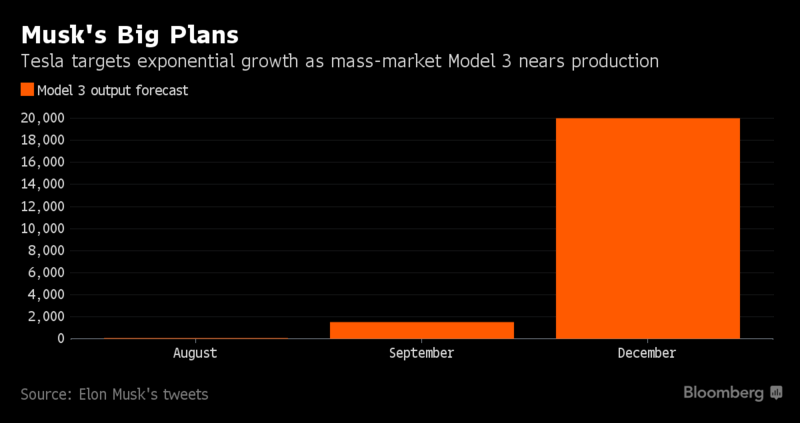 Musk's Big Plans
Tesla targets exponential growth as mass-market Model 3 nears production
Model 3 output forecast
20,000
18,000
16,000
14,000
12,000
10,000
8,000
6,000
4,000
2,000
0
August September December
Source: Elon Musk's tweets
Bloomberg